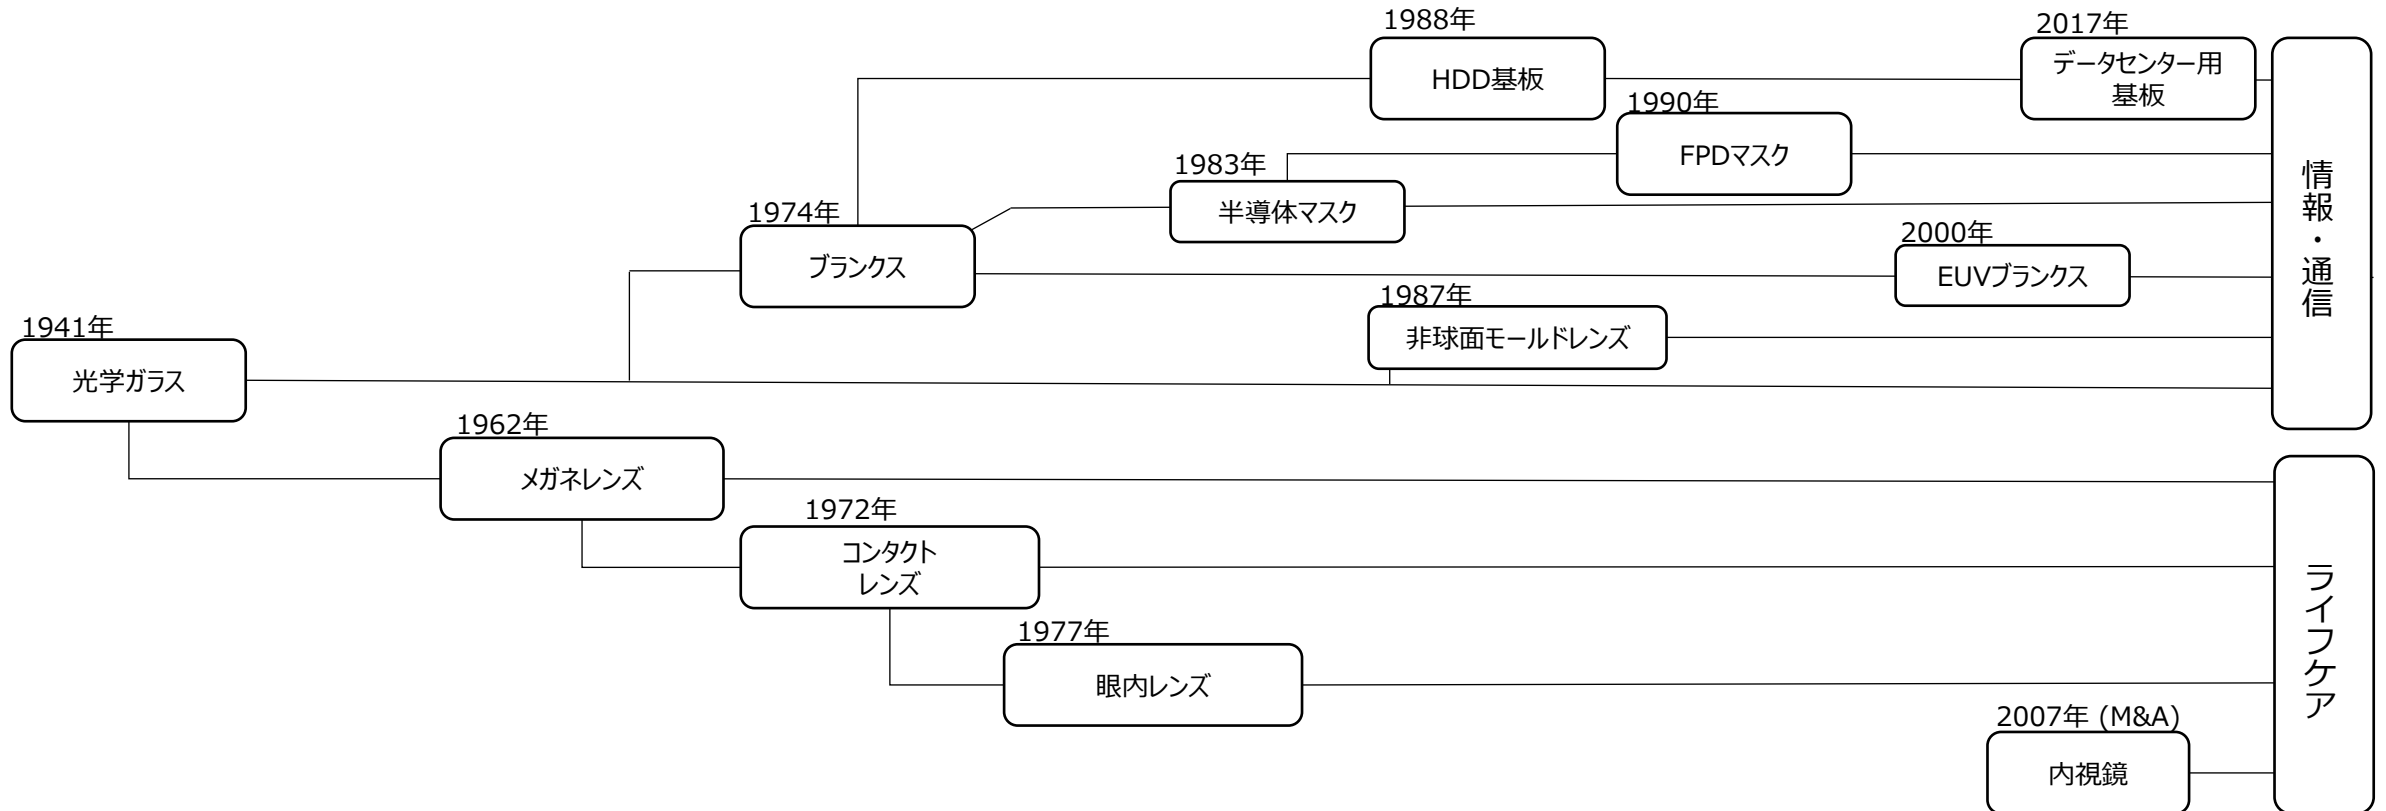 1988年
HDD基板
2017年
データセンター用
基板
1990年
FPDマスク
1983年
半導体マスク
1974年
ブランクス
2000年
EUVブランクス
1987年
非球面モールドレンズ
1941年
光学ガラス
情報・通信
1962年
メガネレンズ
1972年
コンタクト
レンズ
1977年
眼内レンズ
2007年 (M&A)
内視鏡
ライフケア